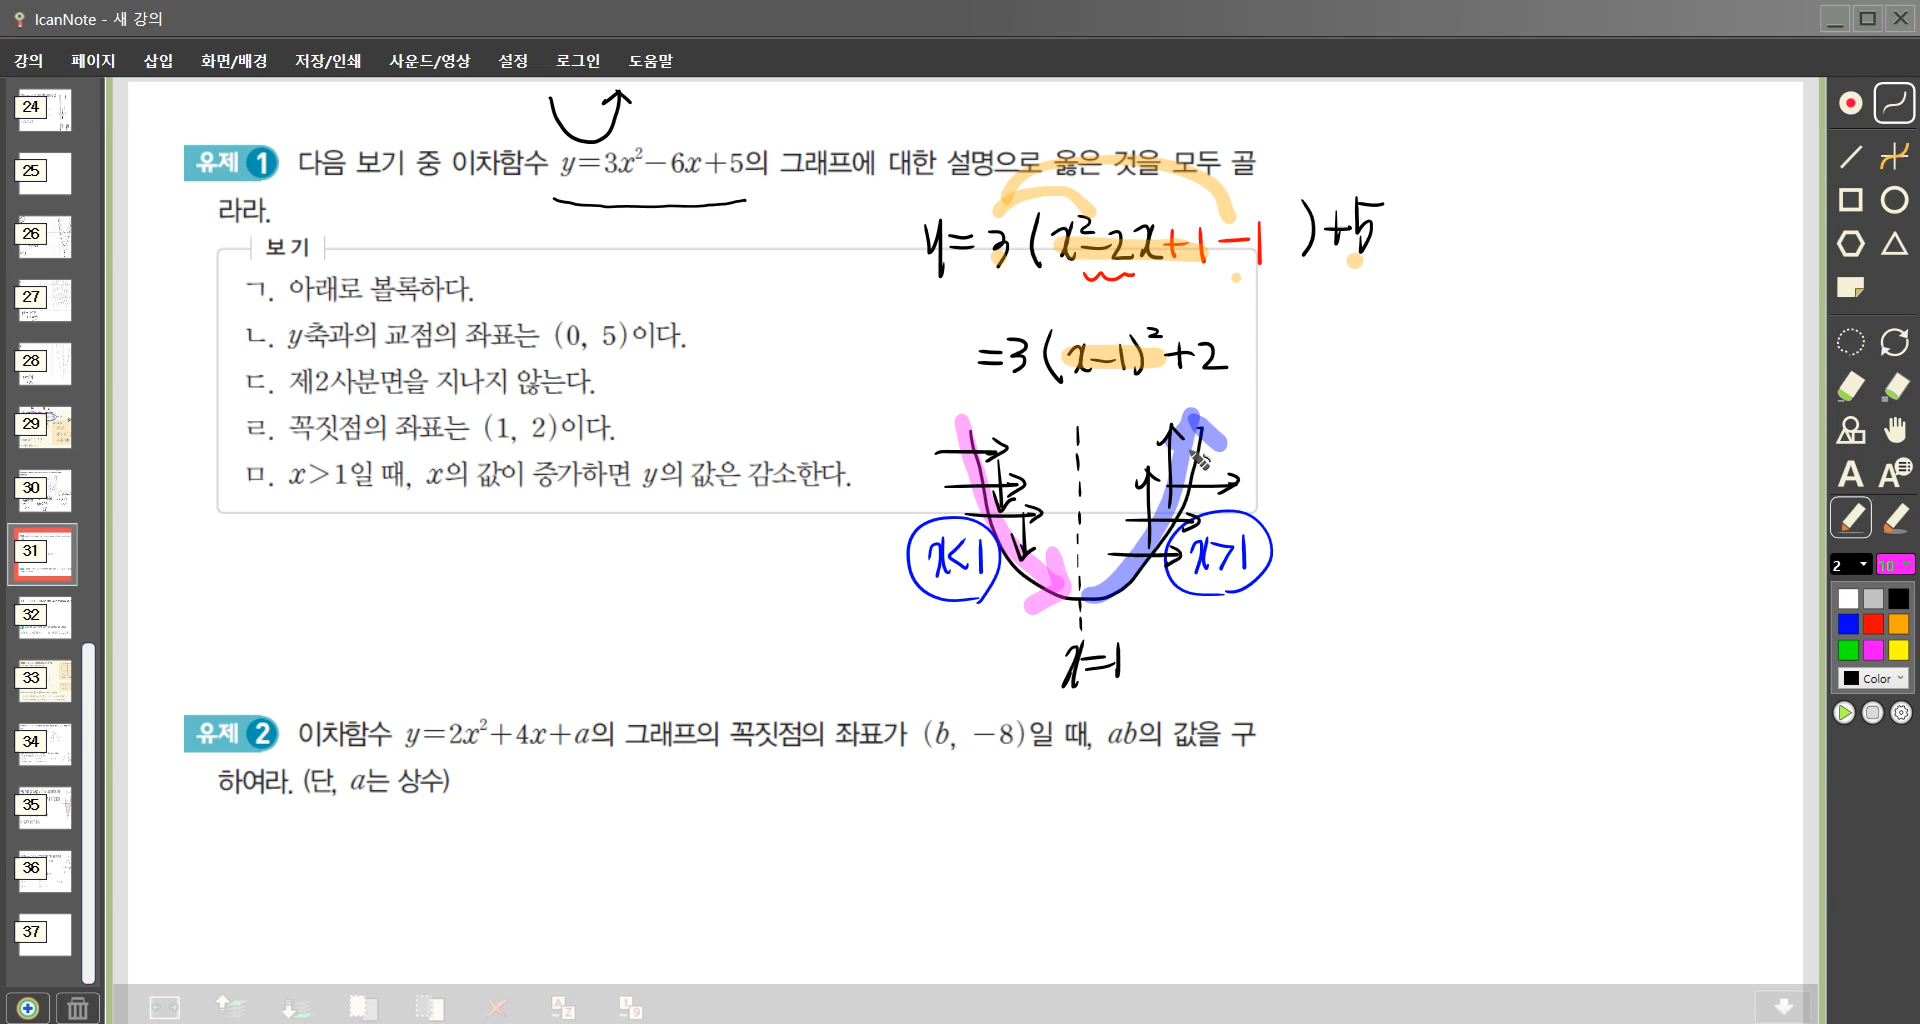 IcanNote - 새 강의
강의 페이지 삽입 화면/배경 저장/인쇄 사운드/영상 설정 로그인 도움말
24
25
26
27
28
29
30
31
32
33
34
35
36
37
유제 1 다음 보기 중 이차함수 y=3x²-6x+5의 그래프에 대한 설명으로 옳은 것을 모두 골
라라.
y=3(x²-2x+1-1 )+5
보기
ㄱ. 아래로 볼록하다.
ㄴ. y축과의 교점의 좌표는 (0, 5)이다.
=3(x-1)²+2
ㄷ. 제2사분면을 지나지 않는다.
ㄹ. 꼭짓점의 좌표는 (1, 2)이다.
ㅁ. x>1일 때, x의 값이 증가하면 y의 값은 감소한다.
x<1 x>1
x=1
유제 2 이차함수 y=2x²+4x+a의 그래프의 꼭짓점의 좌표가 (b, -8)일 때, ab의 값을 구
하여라. (단, a는 상수)
A A
2 10
Color